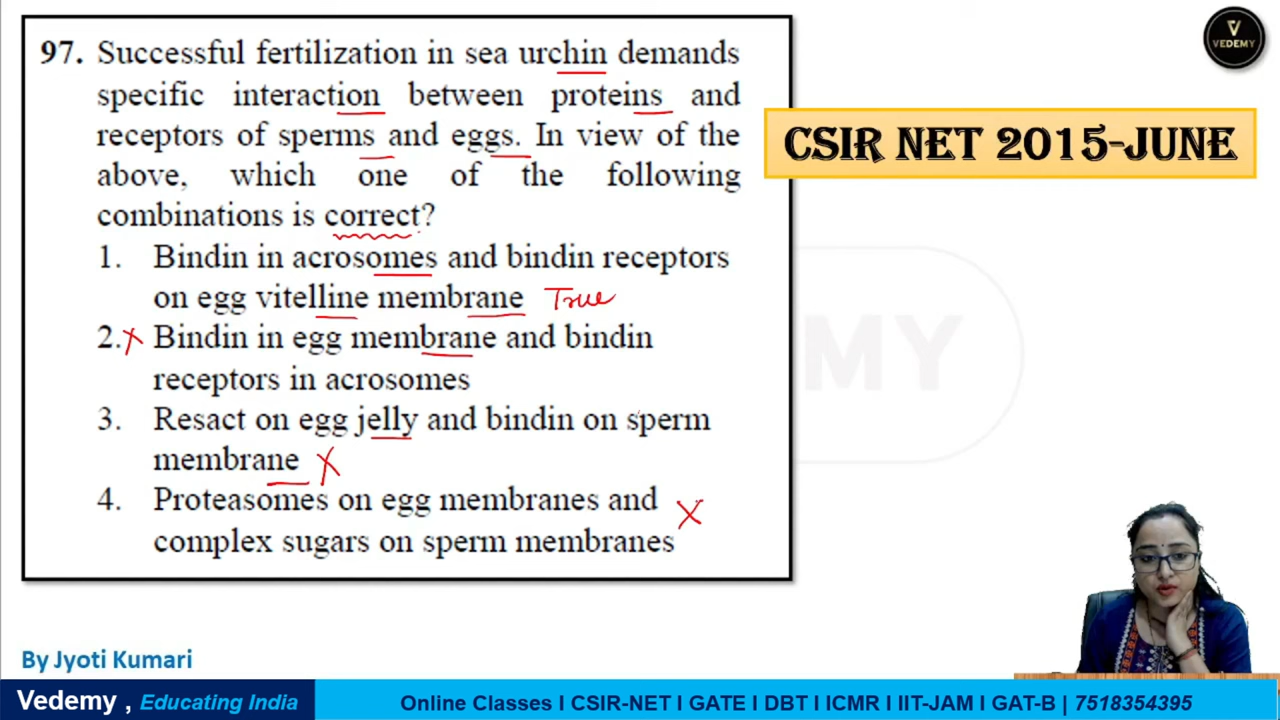 97. Successful fertilization in sea urchin demands
specific interaction between proteins and
receptors of sperms and eggs. In view of the
above, which one of the following
combinations is correct?
1. Bindin in acrosomes and bindin receptors
on egg vitelline membrane True
2. X Bindin in egg membrane and bindin
receptors in acrosomes
3. Resact on egg jelly and bindin on sperm
membrane X
4. Proteasomes on egg membranes and X
complex sugars on sperm membranes
V
VEDEMY
CSIR NET 2015-JUNE
MY
By Jyoti Kumari
Vedemy , Educating India
Online Classes I CSIR-NET I GATE I DBT I ICMR I IIT-JAM I GAT-B | 7518354395